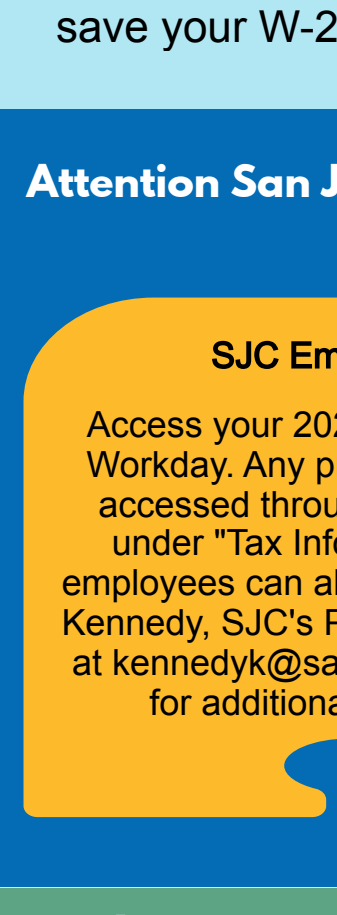 save your W-2
Attention San J
SJC Em
Access your 202
Workday. Any p
accessed throu
under "Tax Info
employees can al
Kennedy, SJC's P
at kennedyk@sa
for additiona